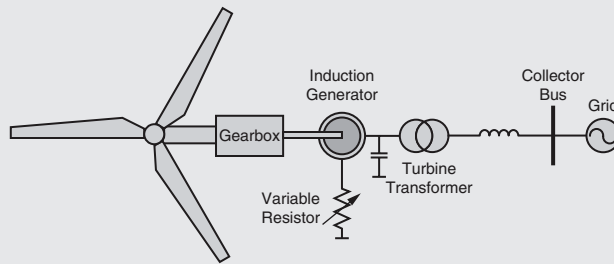 Induction
Generator
Collector
Bus
Grid
Gearbox
Turbine
Transformer
Variable
Resistor